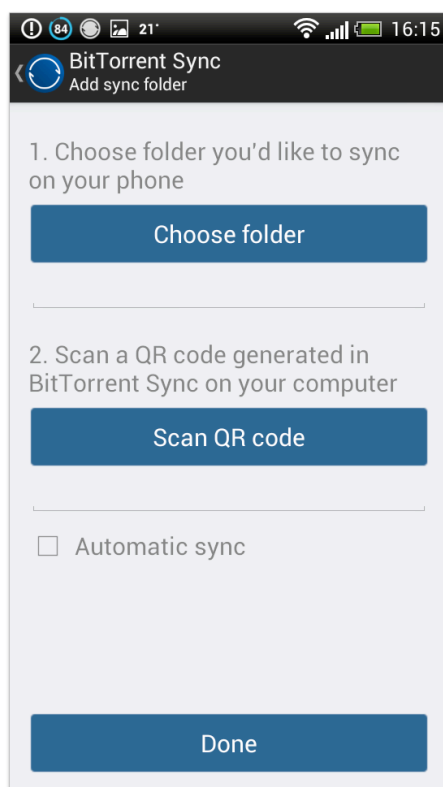 84 21° 16:15
BitTorrent Sync
Add sync folder
1. Choose folder you'd like to sync
on your phone
Choose folder
2. Scan a QR code generated in
BitTorrent Sync on your computer
Scan QR code
Automatic sync
Done